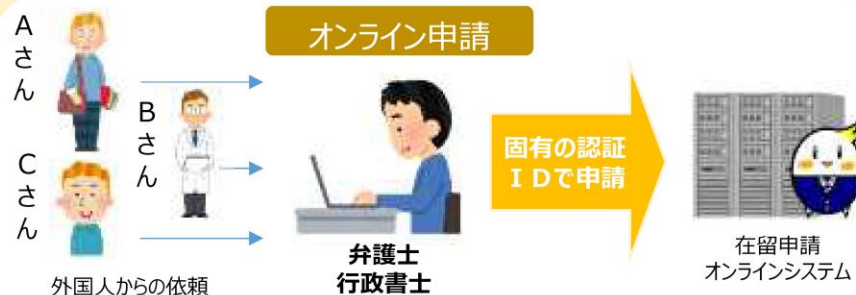 オンライン申請
Aさん
Bさん
Cさん
固有の認証
IDで申請
外国人からの依頼
弁護士
行政書士
在留申請
オンラインシステム